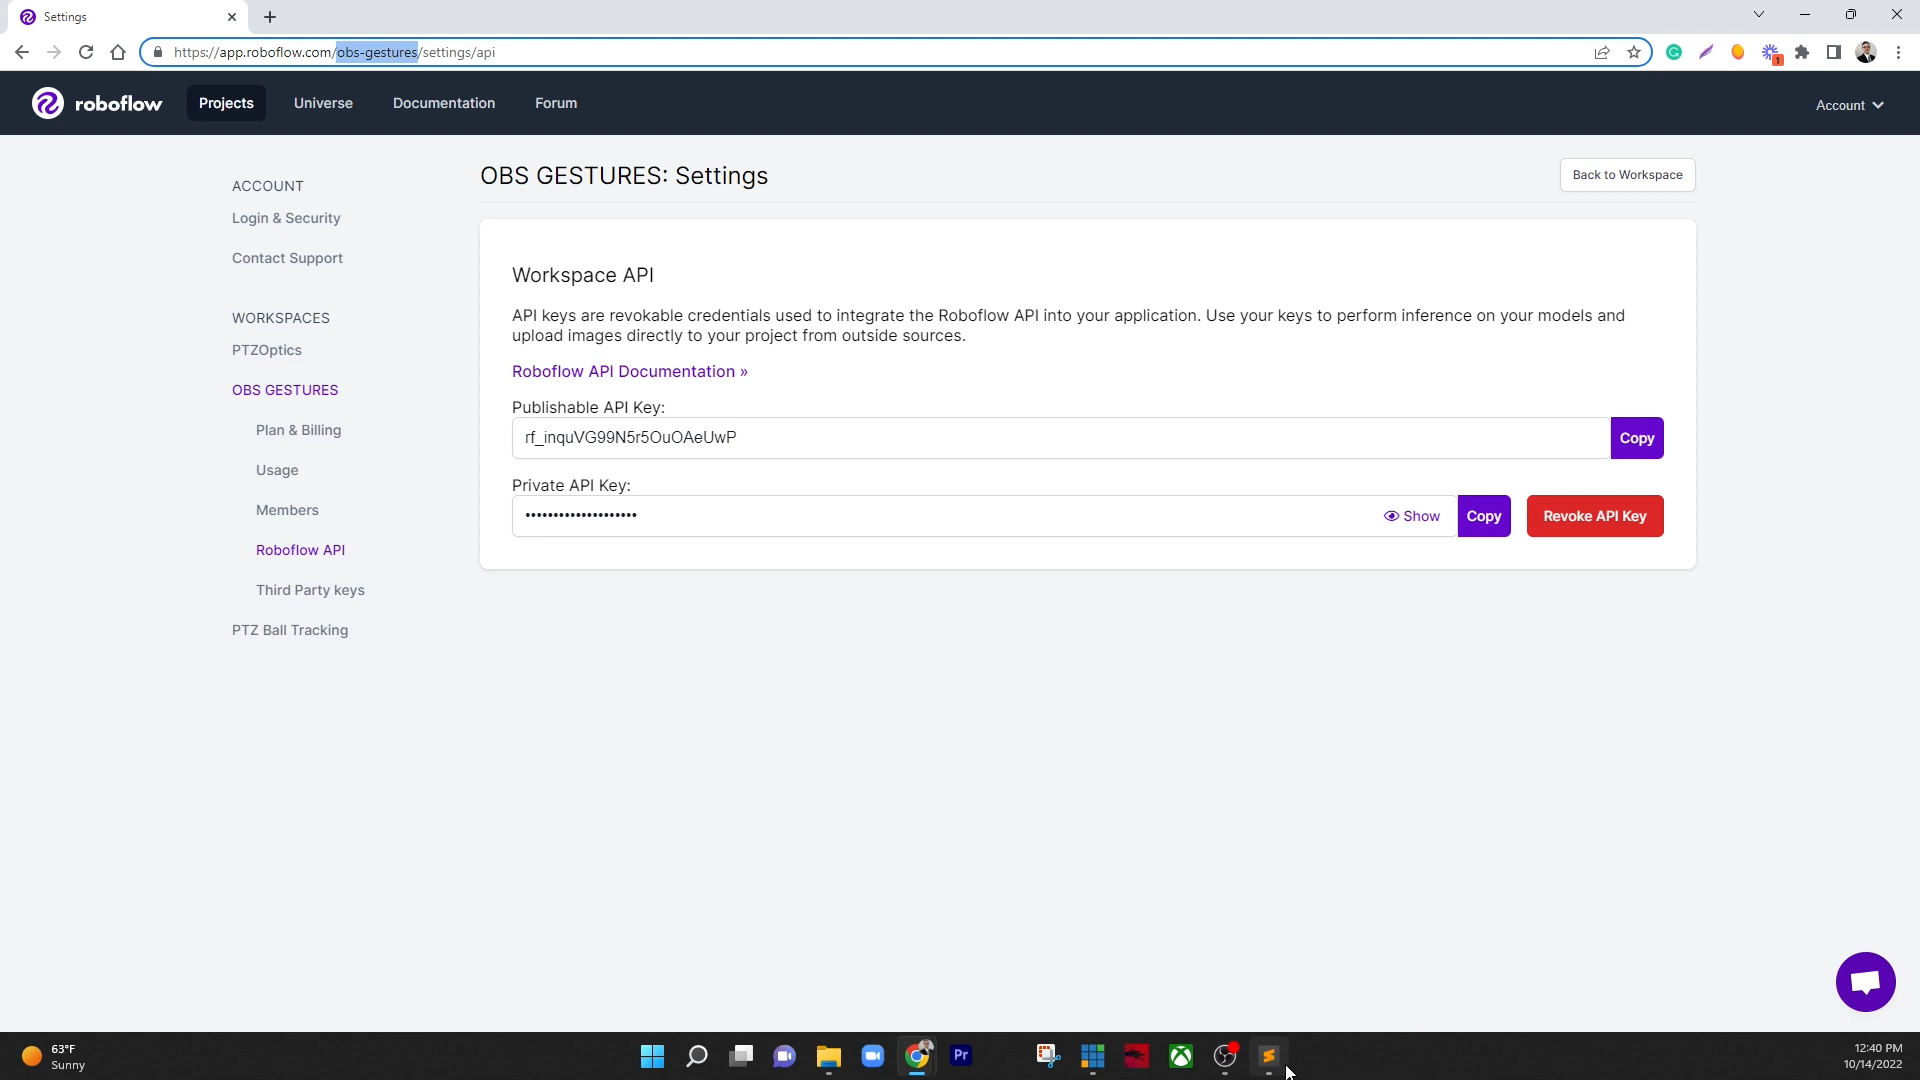 Settings
https://app.roboflow.com/obs-gestures/settings/api
1
roboflow
Projects
Universe
Documentation
Forum
Account
ACCOUNT
Login & Security
Contact Support
WORKSPACES
PTZOptics
OBS GESTURES
Plan & Billing
Usage
Members
Roboflow API
Third Party keys
PTZ Ball Tracking
OBS GESTURES: Settings
Back to Workspace
Workspace API
API keys are revokable credentials used to integrate the Roboflow API into your application. Use your keys to perform inference on your models and
upload images directly to your project from outside sources.
Roboflow API Documentation »
Publishable API Key:
rf_inquVG99N5r5OuOAeUwP
Copy
Private API Key:
••••••••••••••••••••
Show
Copy
Revoke API Key
63°F
Sunny
Pr
12:40 PM
10/14/2022